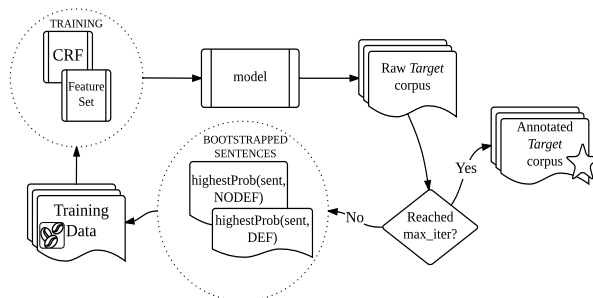 TRAINING
CRF
Feature
Set
model
Raw Target
corpus
Annotated
Target
corpus
Yes
Reached
max_iter?
No
BOOTSTRAPPED
SENTENCES
highestProb(sent,
NODEF)
highestProb(sent,
DEF)
Training
Data